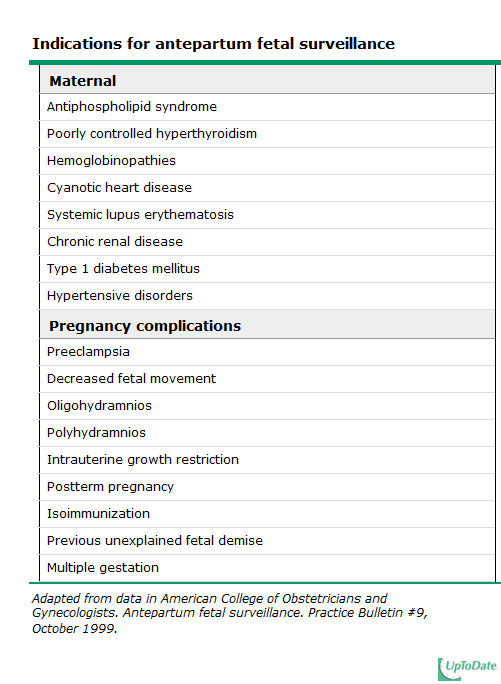 Indications for antepartum fetal surveillance
Maternal
Antiphospholipid syndrome
Poorly controlled hyperthyroidism
Hemoglobinopathies
Cyanotic heart disease
Systemic lupus erythematosis
Chronic renal disease
Type 1 diabetes mellitus
Hypertensive disorders
Pregnancy complications
Preeclampsia
Decreased fetal movement
Oligohydramnios
Polyhydramnios
Intrauterine growth restriction
Postterm pregnancy
Isoimmunization
Previous unexplained fetal demise
Multiple gestation
Adapted from data in American College of Obstetricians and
Gynecologists. Antepartum fetal surveillance. Practice Bulletin #9,
October 1999.
UpToDate